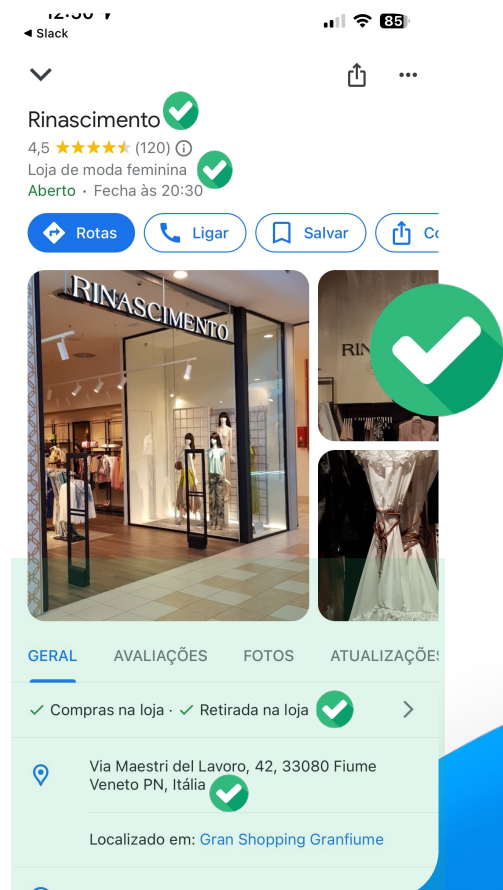 ◀ Slack
85
Rinascimento
4,5 ★★★★★ (120)
Loja de moda feminina
Aberto · Fecha às 20:30
Rotas
Ligar
Salvar
RINASCIMENTO
GERAL
AVALIAÇÕES
FOTOS
ATUALIZAÇÕES
✓ Compras na loja · ✓ Retirada na loja
Via Maestri del Lavoro, 42, 33080 Fiume
Veneto PN, Itália
Localizado em: Gran Shopping Granfiume